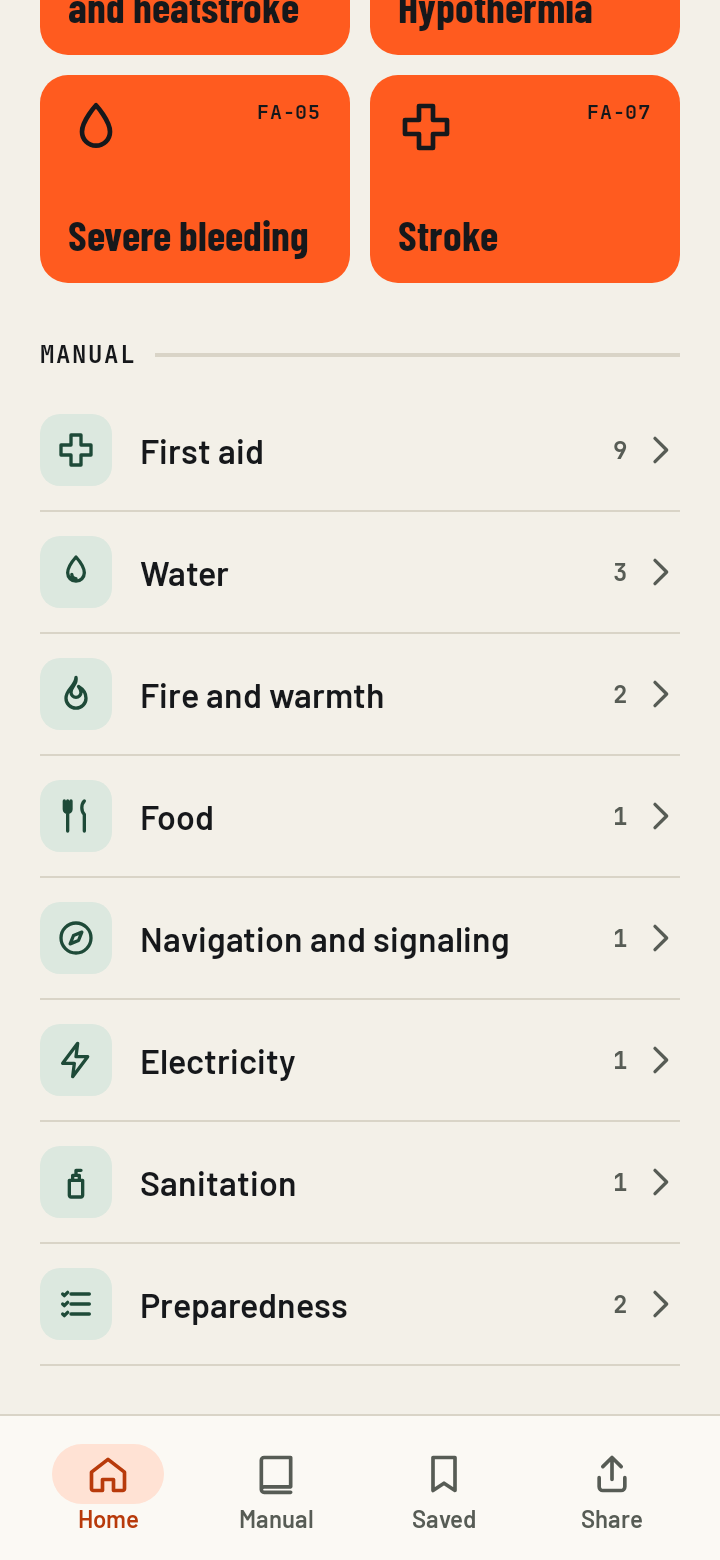 and heatstroke
Hypothermia
FA-05
Severe bleeding
FA-07
Stroke
MANUAL
First aid 9
Water 3
Fire and warmth 2
Food 1
Navigation and signaling 1
Electricity 1
Sanitation 1
Preparedness 2
Home
Manual
Saved
Share